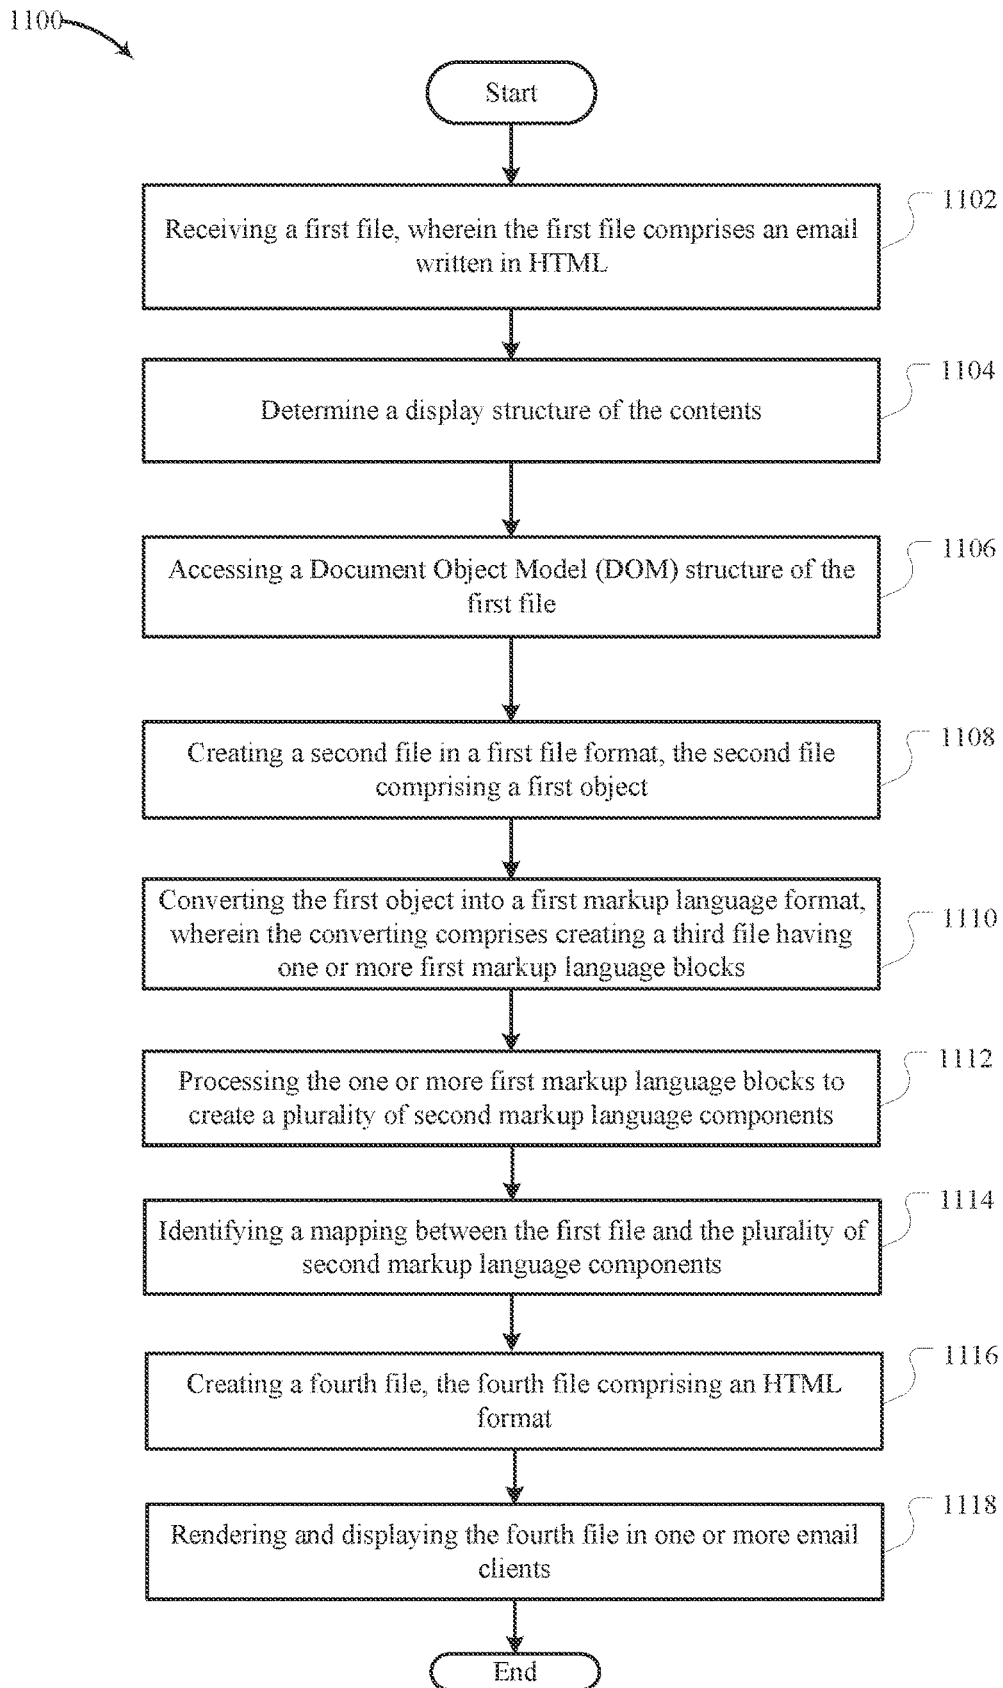 1100
Start
Receiving a first file, wherein the first file comprises an email
written in HTML
1102
Determine a display structure of the contents
1104
Accessing a Document Object Model (DOM) structure of the
first file
1106
Creating a second file in a first file format, the second file
comprising a first object
1108
Converting the first object into a first markup language format,
wherein the converting comprises creating a third file having
one or more first markup language blocks
1110
Processing the one or more first markup language blocks to
create a plurality of second markup language components
1112
Identifying a mapping between the first file and the plurality of
second markup language components
1114
Creating a fourth file, the fourth file comprising an HTML
format
1116
Rendering and displaying the fourth file in one or more email
clients
1118
End